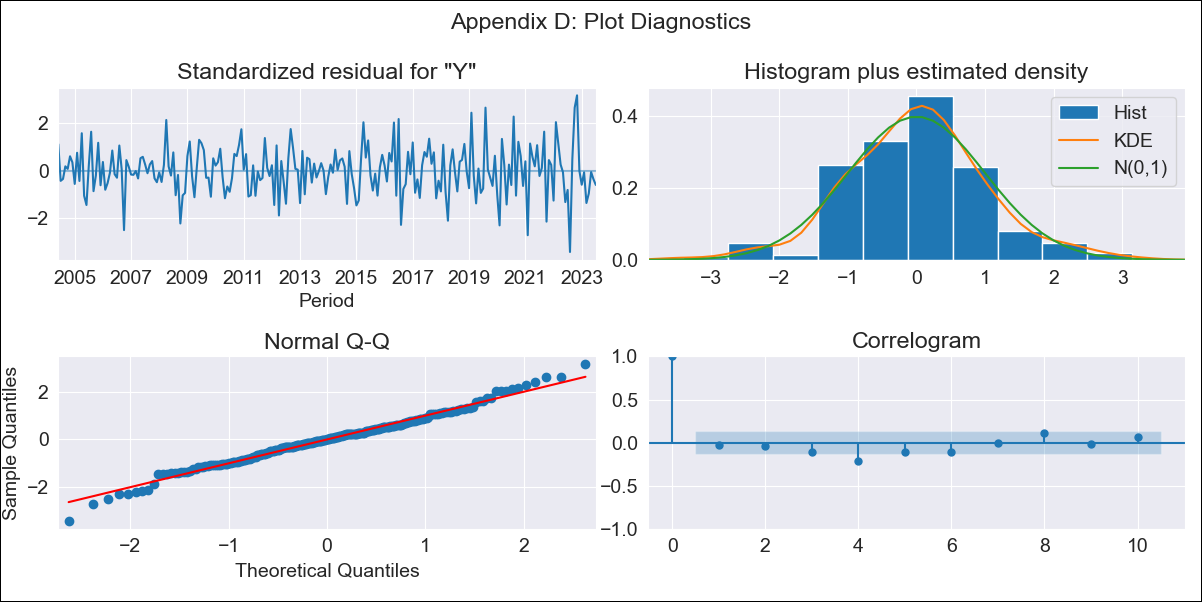 Appendix D: Plot Diagnostics
Standardized residual for "Y"
2
0
−2
2005 2007 2009 2011 2013 2015 2017 2019 2021 2023
Period
Histogram plus estimated density
0.4
0.2
0.0
−3 −2 −1 0 1 2 3
Hist
KDE
N(0,1)
Normal Q-Q
Sample Quantiles
2
0
−2
−2 −1 0 1 2
Theoretical Quantiles
Correlogram
1.0
0.5
0.0
−0.5
−1.0
0 2 4 6 8 10